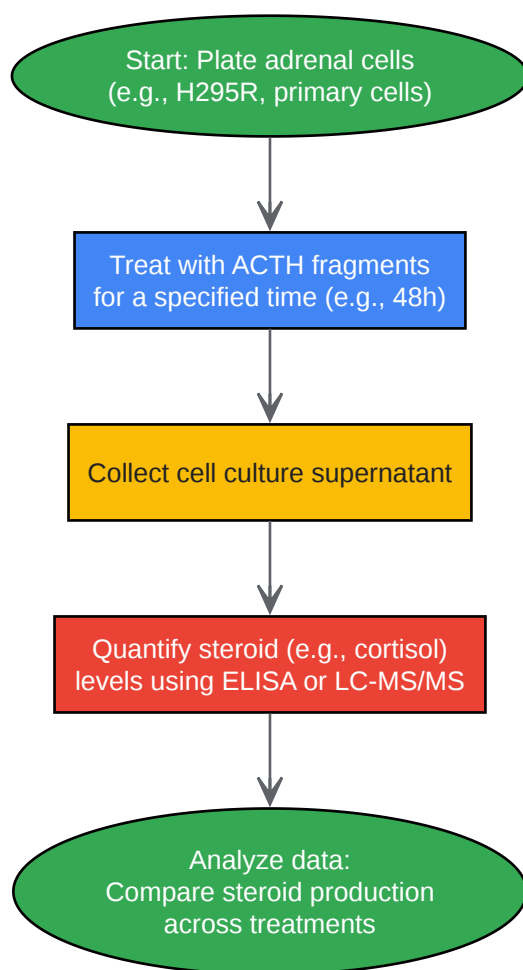 Start: Plate adrenal cells
(e.g., H295R, primary cells)
Treat with ACTH fragments
for a specified time (e.g., 48h)
Collect cell culture supernatant
Quantify steroid (e.g., cortisol)
levels using ELISA or LC-MS/MS
Analyze data:
Compare steroid production
across treatments